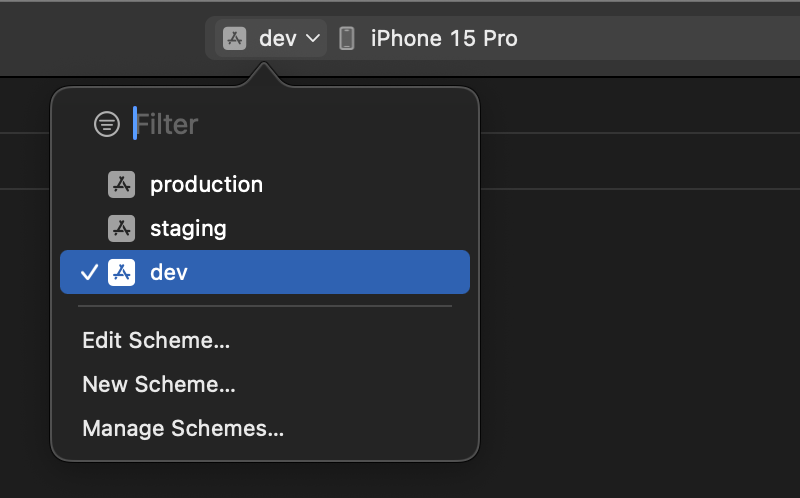 dev iPhone 15 Pro
Filter
production
staging
dev
Edit Scheme...
New Scheme...
Manage Schemes...